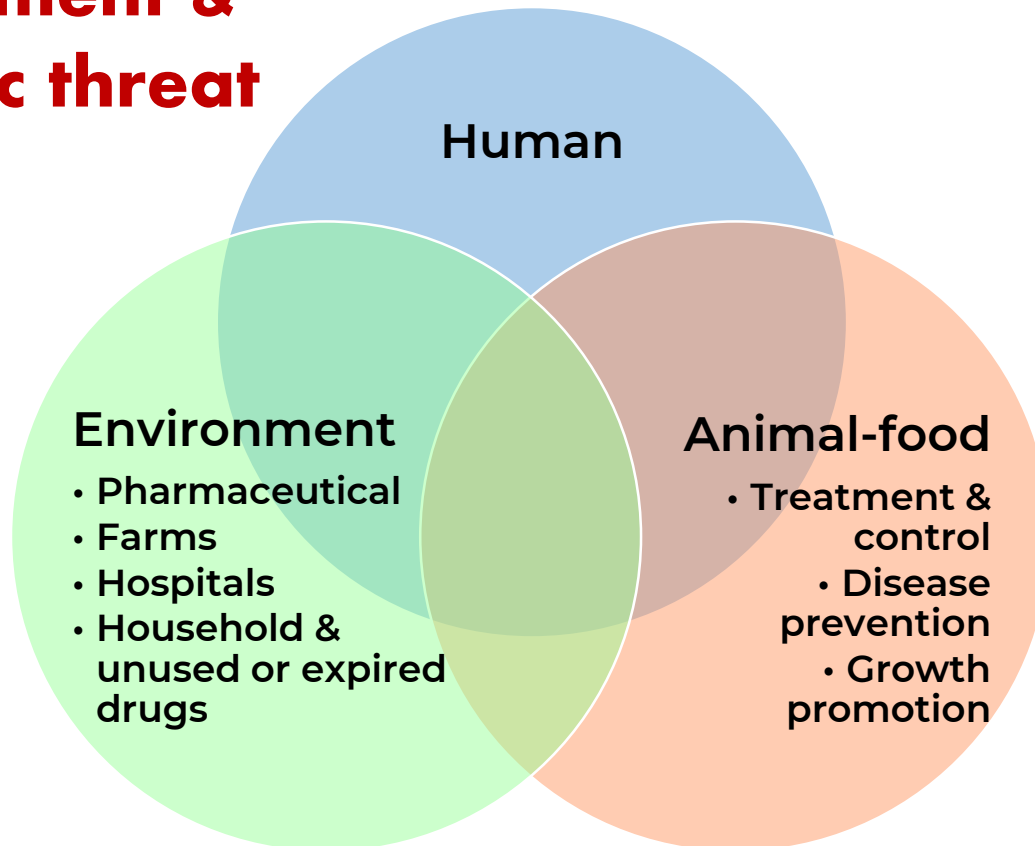 &
c threat
Human
Environment
• Pharmaceutical
• Farms
• Hospitals
• Household &
unused or expired
drugs
Animal-food
• Treatment &
control
• Disease
prevention
• Growth
promotion